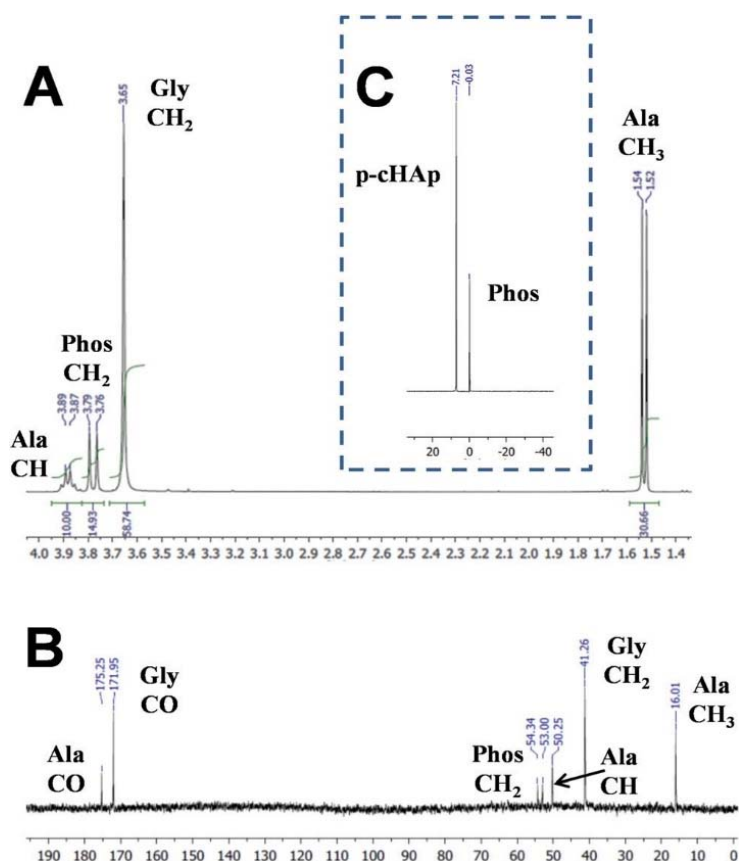 A
Gly
CH2
3.65
C
7.21
-0.03
p-cHAp
Phos
20 0 -20 -40
Ala
CH3
1.54
1.52
Phos
CH2
3.89
3.87
3.79
3.76
Ala
CH
10.00
14.93
58.74
30.66
4.0 3.9 3.8 3.7 3.6 3.5 3.4 3.3 3.2 3.1 3.0 2.9 2.8 2.7 2.6 2.5 2.4 2.3 2.2 2.1 2.0 1.9 1.8 1.7 1.6 1.5 1.4
B
175.25
171.95
Gly
CO
Ala
CO
Phos
CH2
54.34
53.00
50.25
Ala
CH
Gly
CH2
41.26
Ala
CH3
16.01
190 180 170 160 150 140 130 120 110 100 90 80 70 60 50 40 30 20 10 0